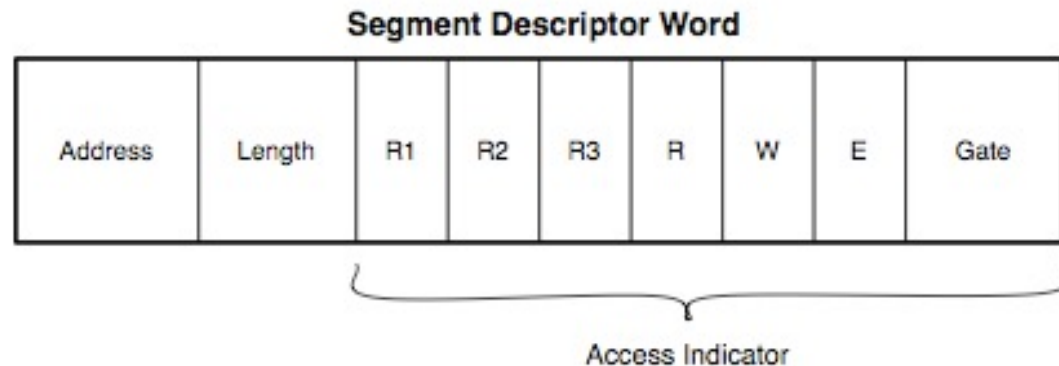 Segment Descriptor Word
Address Length R1 R2 R3 R W E Gate
Access Indicator